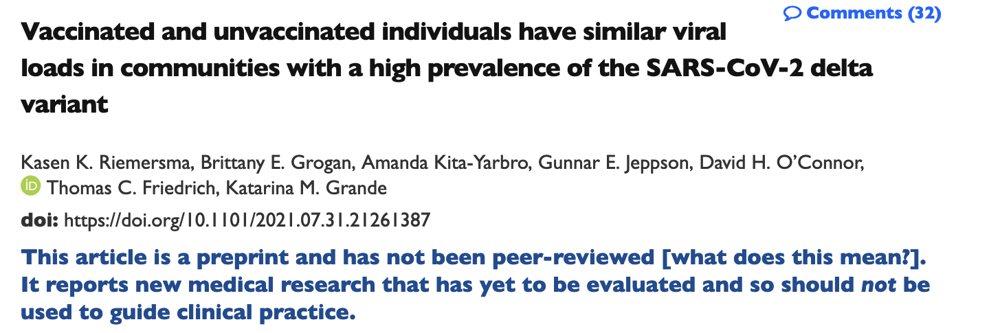 Comments (32)
Vaccinated and unvaccinated individuals have similar viral
loads in communities with a high prevalence of the SARS-CoV-2 delta
variant
Kasen K. Riemersma, Brittany E. Grogan, Amanda Kita-Yarbro, Gunnar E. Jeppson, David H. O’Connor,
iD Thomas C. Friedrich, Katarina M. Grande
doi: https://doi.org/10.1101/2021.07.31.21261387
This article is a preprint and has not been peer-reviewed [what does this mean?].
It reports new medical research that has yet to be evaluated and so should not be
used to guide clinical practice.